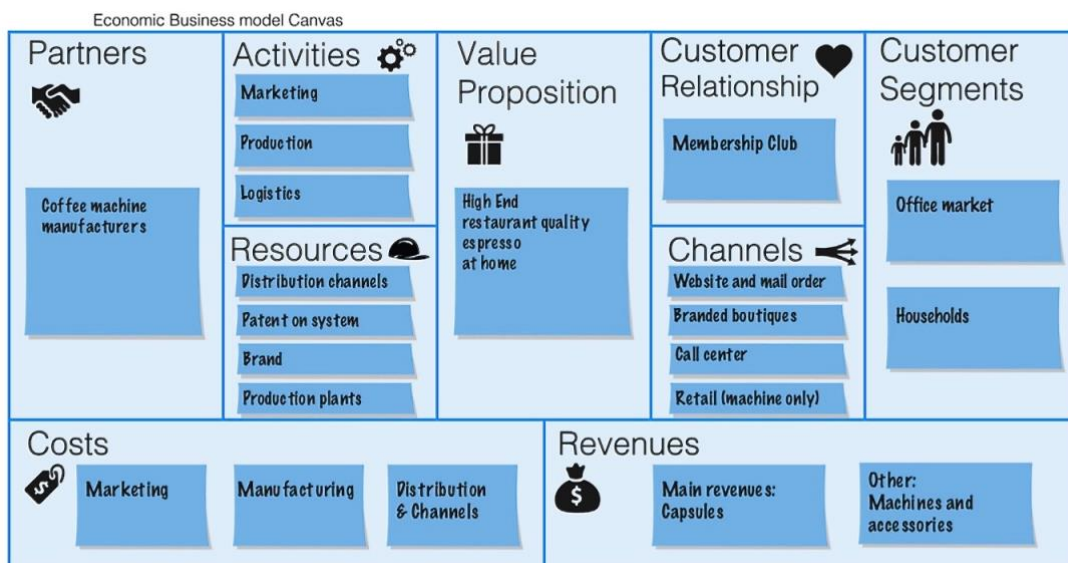 Economic Business model Canvas
Partners
Coffee machine
manufacturers
Activities
Marketing
Production
Logistics
Resources
Distribution channels
Patent on system
Brand
Production plants
Value
Proposition
High End
restaurant quality
espresso
at home
Customer
Relationship
Membership Club
Channels
Website and mail order
Branded boutiques
Call center
Retail (machine only)
Customer
Segments
Office market
Households
Costs
$
Marketing
Manufacturing
Distribution
& Channels
Revenues
$
Main revenues:
Capsules
Other:
Machines and
accessories